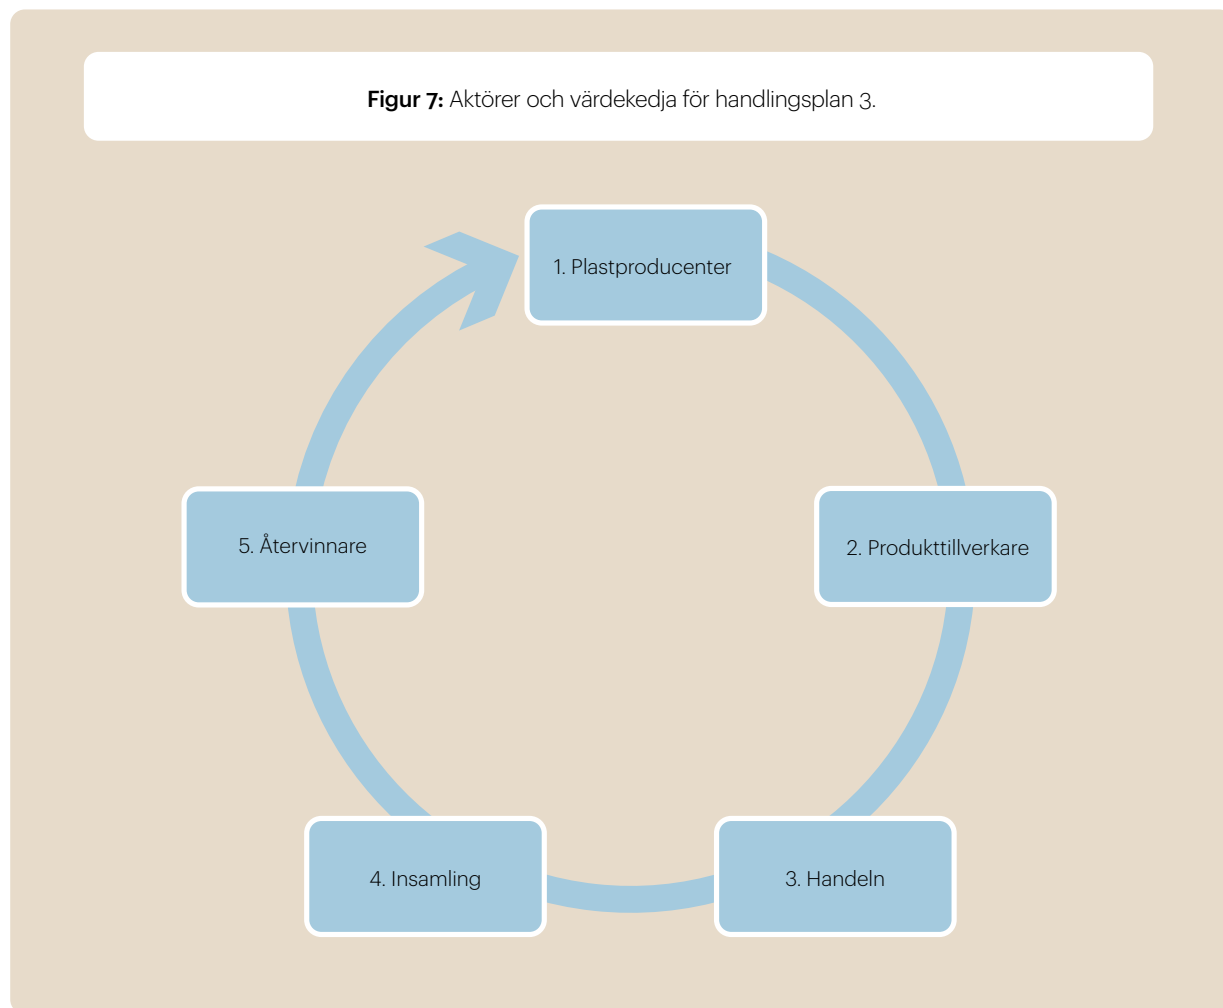 Figur 7: Aktörer och värdekedja för handlingsplan 3.
1. Plastproducenter
2. Produkttillverkare
3. Handeln
4. Insamling
5. Återvinnare